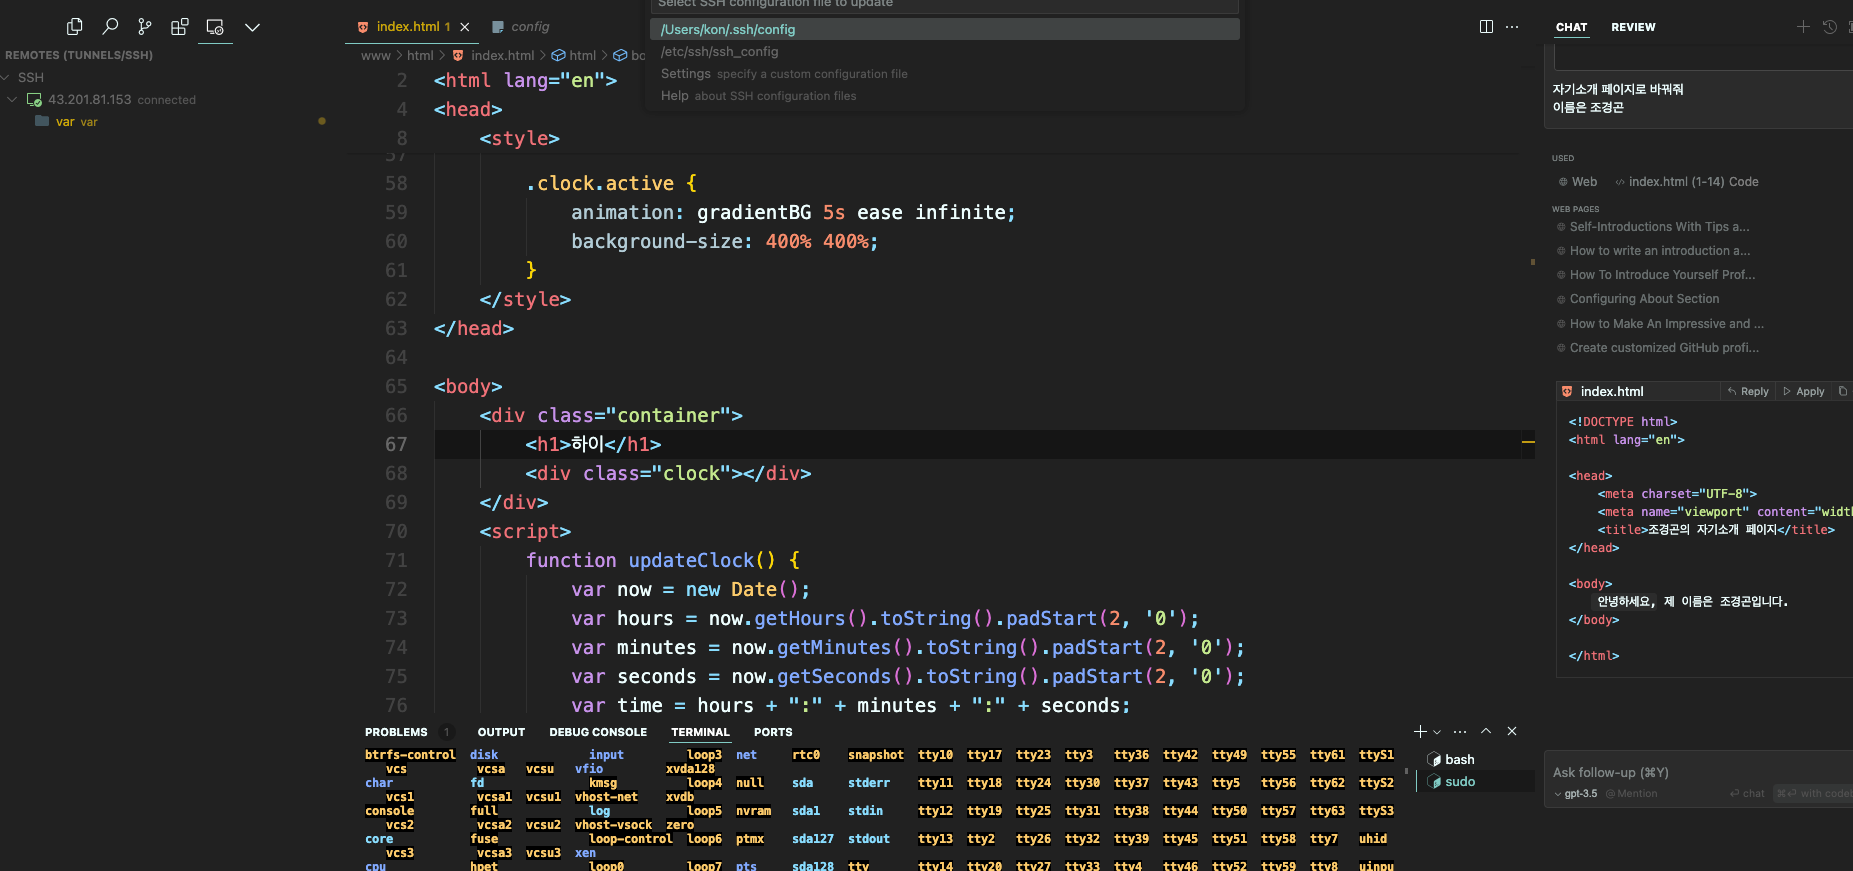 Select SSH configuration file to update
/Users/kon/.ssh/config
/etc/ssh/ssh_config
Settings specify a custom configuration file
Help about SSH configuration files
REMOTES (TUNNELS/SSH)
SSH
43.201.81.153 connected
var var
index.html 1
config
www > html > index.html > html >
2 <html lang="en">
4 <head>
8 <style>
57
58 .clock.active {
59 animation: gradientBG 5s ease infinite;
60 background-size: 400% 400%;
61 }
62 </style>
63 </head>
64
65 <body>
66 <div class="container">
67 <h1>하이</h1>
68 <div class="clock"></div>
69 </div>
70 <script>
71 function updateClock() {
72 var now = new Date();
73 var hours = now.getHours().toString().padStart(2, '0');
74 var minutes = now.getMinutes().toString().padStart(2, '0');
75 var seconds = now.getSeconds().toString().padStart(2, '0');
76 var time = hours + ":" + minutes + ":" + seconds;
PROBLEMS 1 OUTPUT DEBUG CONSOLE TERMINAL PORTS
btrfs-control disk input loop3 net rtc0 snapshot tty10 tty17 tty23 tty3 tty36 tty42 tty49 tty55 tty61 ttyS1
vcs vcsa vcsu vfio xvda128
char fd kmsg loop4 null sda stderr tty11 tty18 tty24 tty30 tty37 tty43 tty5 tty56 tty62 ttyS2
vcs1 vcsa1 vcsu1 vhost-net xvdb
console full log loop5 nvram sda1 stdin tty12 tty19 tty25 tty31 tty38 tty44 tty50 tty57 tty63 ttyS3
vcs2 vcsa2 vcsu2 vhost-vsock zero
core fuse loop-control loop6 ptmx sda127 stdout tty13 tty2 tty26 tty32 tty39 tty45 tty51 tty58 tty7 uhid
vcs3 vcsa3 vcsu3 xen
cpu hpet loop0 loop7 pts sda128 tty tty14 tty20 tty27 tty33 tty4 tty46 tty52 tty59 tty8 uinpu
bash
sudo
CHAT REVIEW
자기소개 페이지로 바꿔줘
이름은 조경곤
USED
Web index.html (1-14) Code
WEB PAGES
Self-Introductions With Tips a...
How to write an introduction a...
How To Introduce Yourself Prof...
Configuring About Section
How to Make An Impressive and ...
Create customized GitHub profi...
index.html Reply Apply
<!DOCTYPE html>
<html lang="en">
<head>
<meta charset="UTF-8">
<meta name="viewport" content="width
<title>조경곤의 자기소개 페이지</title>
</head>
<body>
안녕하세요, 제 이름은 조경곤입니다.
</body>
</html>
Ask follow-up (⌘Y)
gpt-3.5 @ Mention ↩ chat ⌘↩ with codeb